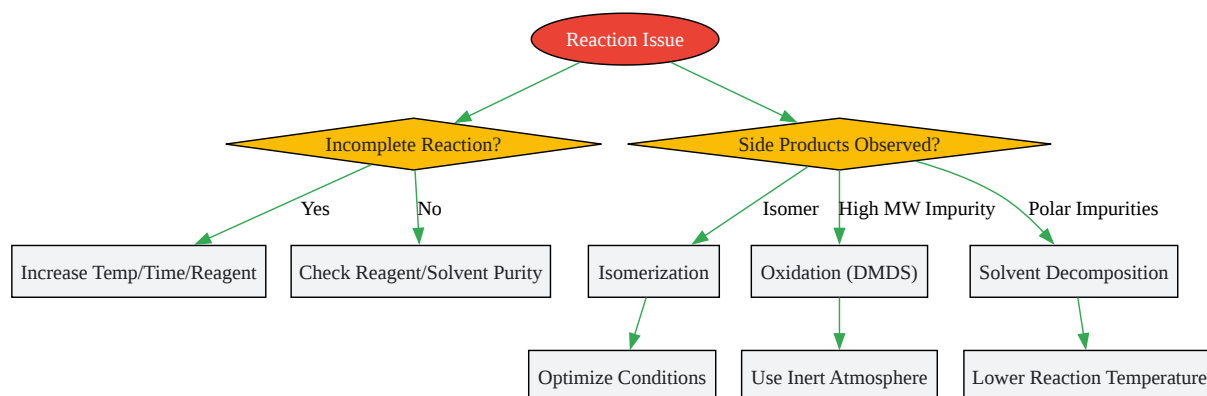 Reaction Issue
Incomplete Reaction?
Side Products Observed?
Yes
No
Isomer
High MW Impurity
Polar Impurities
Increase Temp/Time/Reagent
Check Reagent/Solvent Purity
Isomerization
Oxidation (DMDS)
Solvent Decomposition
Optimize Conditions
Use Inert Atmosphere
Lower Reaction Temperature